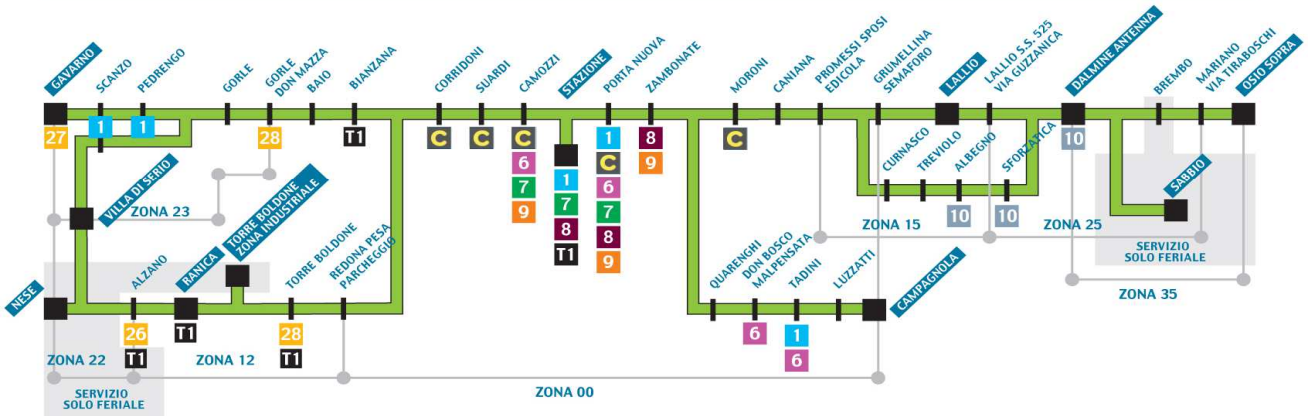 GAVARNO
SCANZO
PEDRENGO
GORLE
GORLE
DON MAZZA
BAIO
BIANZANA
CORRIDONI
SUARDI
CAMOZZI
STAZIONE
PORTA NUOVA
ZAMBONATE
MORONI
CANIANA
PROMESSI SPOSI
EDICOLA
GRUMELLINA
SEMAFORO
LALLIO
LALLIO S.S. 525
VIA GUZZANICA
DALMINE ANTENNA
BREMBO
MARIANO
VIA TIRABOSCHI
OSIO SOPRA
27
1
1
28
T1
C
C
C
6
7
9
1
7
8
T1
1
C
6
7
8
9
8
9
C
10
CURNASCO
TREVIOLO
ALBEGNO
SFORZATICA
10
10
SABBIO
VILLA DI SERIO
ZONA 23
TORRE BOLDONE
ZONA INDUSTRIALE
ZONA 15
ZONA 25
SERVIZIO
SOLO FERIALE
NESE
ALZANO
RANICA
TORRE BOLDONE
REDONA PESA
PARCHEGGIO
QUARENGHI
DON BOSCO
MALPENSATA
TADINI
LUZZATTI
CAMPAGNOLA
ZONA 35
26
T1
T1
28
T1
6
1
6
ZONA 22
ZONA 12
ZONA 00
SERVIZIO
SOLO FERIALE